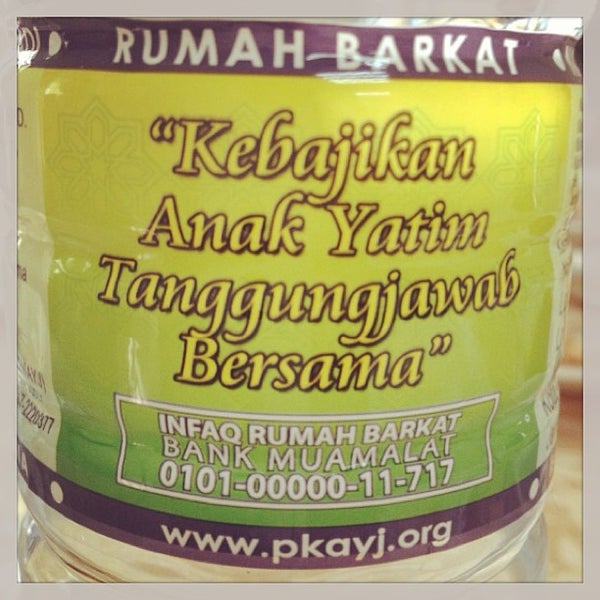 RUMAH BARKAT
"Kebajikan
Anak Yatim
Tanggungjawab
Bersama"
INFAQ RUMAH BARKAT
BANK MUAMALAT
0101-00000-11-717
www.pkayj.org